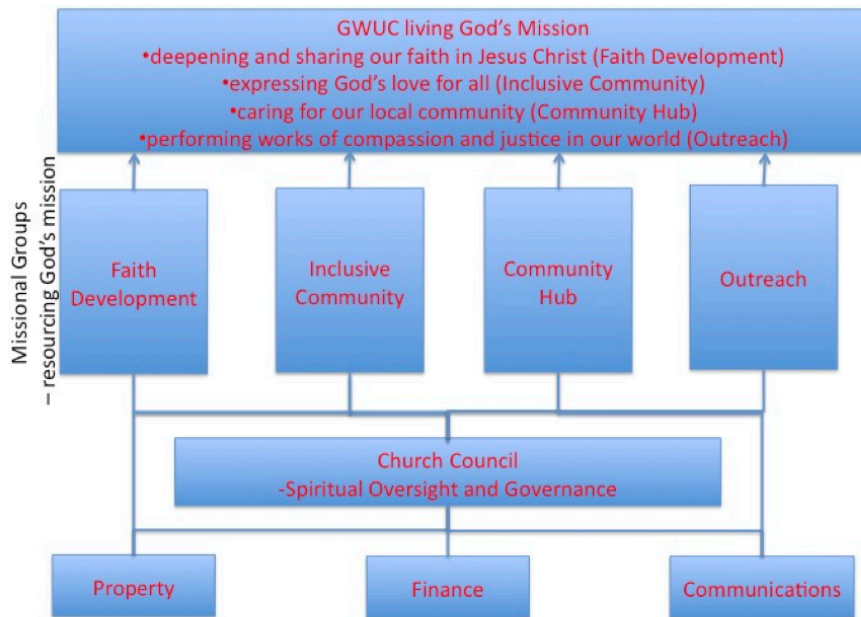 GWUC living God's Mission
•deepening and sharing our faith in Jesus Christ (Faith Development)
•expressing God's love for all (Inclusive Community)
•caring for our local community (Community Hub)
•performing works of compassion and justice in our world (Outreach)
Missional Groups
– resourcing God's mission
Faith
Development
Inclusive
Community
Community
Hub
Outreach
Church Council
-Spiritual Oversight and Governance
Property
Finance
Communications